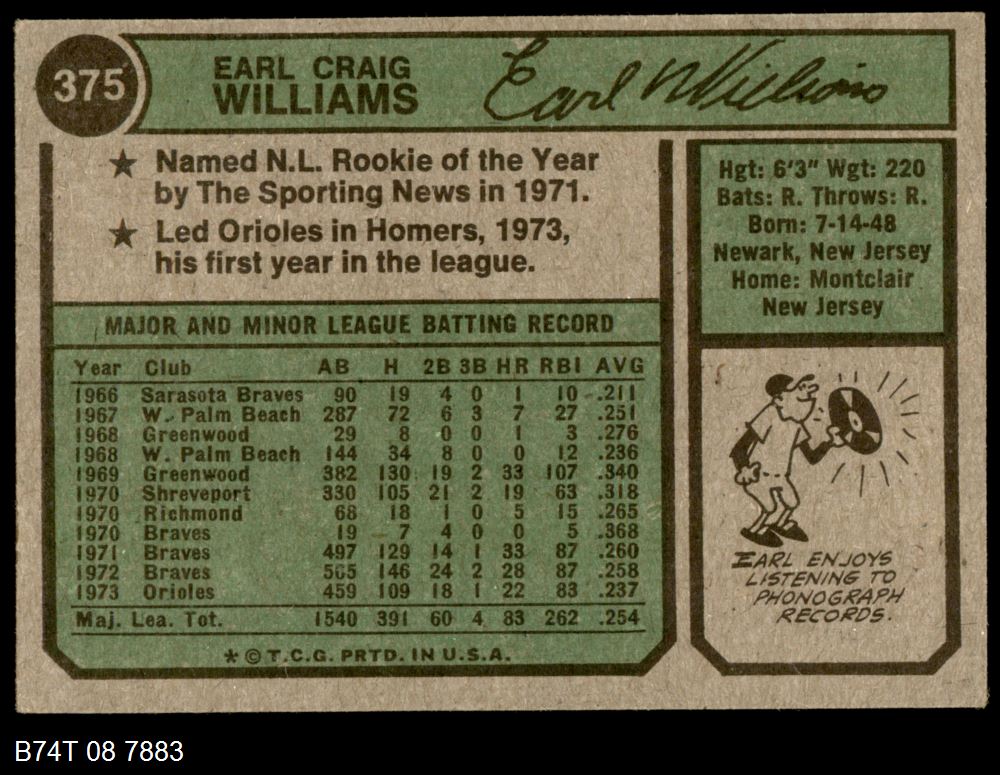 375
EARL CRAIG
WILLIAMS
Earl Williams
★ Named N.L. Rookie of the Year
by The Sporting News in 1971.
★ Led Orioles in Homers, 1973,
his first year in the league.
Hgt: 6'3" Wgt: 220
Bats: R. Throws: R.
Born: 7-14-48
Newark, New Jersey
Home: Montclair
New Jersey
MAJOR AND MINOR LEAGUE BATTING RECORD
Year Club AB H 2B 3B HR RBI AVG
1966 Sarasota Braves 90 19 4 0 1 10 .211
1967 W. Palm Beach 287 72 6 3 7 27 .251
1968 Greenwood 29 8 0 0 1 3 .276
1968 W. Palm Beach 144 34 8 0 0 12 .236
1969 Greenwood 382 130 19 2 33 107 .340
1970 Shreveport 330 105 21 2 19 63 .318
1970 Richmond 68 18 1 0 5 15 .265
1970 Braves 19 7 4 0 0 5 .368
1971 Braves 497 129 14 1 33 87 .260
1972 Braves 565 146 24 2 28 87 .258
1973 Orioles 459 109 18 1 22 83 .237
Maj. Lea. Tot. 1540 391 60 4 83 262 .254
* © T.C.G. PRTD. IN U.S.A.
EARL ENJOYS
LISTENING TO
PHONOGRAPH
RECORDS.
B74T 08 7883